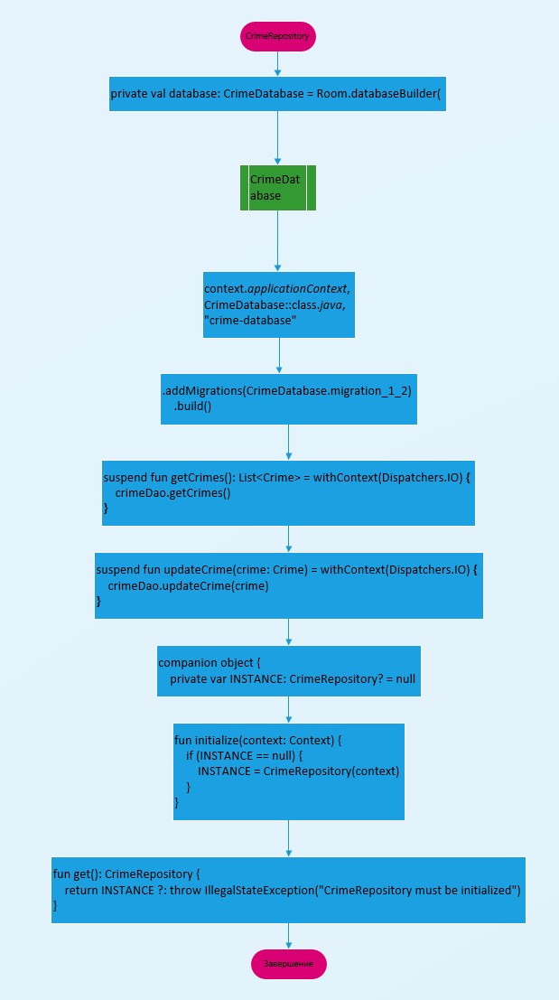 CrimeRepository
private val database: CrimeDatabase = Room.databaseBuilder(
CrimeDat
abase
context.applicationContext,
CrimeDatabase::class.java,
"crime-database"
.addMigrations(CrimeDatabase.migration_1_2)
.build()
suspend fun getCrimes(): List<Crime> = withContext(Dispatchers.IO) {
crimeDao.getCrimes()
}
suspend fun updateCrime(crime: Crime) = withContext(Dispatchers.IO) {
crimeDao.updateCrime(crime)
}
companion object {
private var INSTANCE: CrimeRepository? = null
fun initialize(context: Context) {
if (INSTANCE == null) {
INSTANCE = CrimeRepository(context)
}
}
fun get(): CrimeRepository {
return INSTANCE ?: throw IllegalStateException("CrimeRepository must be initialized")
}
Завершение